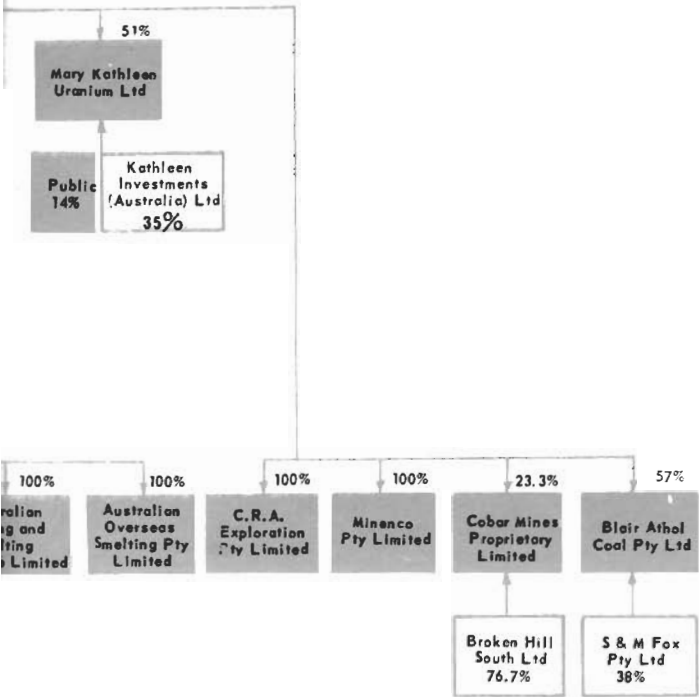 51%
Mary Kathleen
Uranium Ltd
Public
14%
Kathleen
Investments
(Australia) Ltd
35%
100%
100%
100%
100%
23.3%
57%
Limited
Australian
Overseas
Smelting Pty
Limited
C.R.A.
Exploration
Pty Limited
Minenco
Pty Limited
Cobar Mines
Proprietary
Limited
Blair Athol
Coal Pty Ltd
Broken Hill
South Ltd
76.7%
S & M Fox
Pty Ltd
38%